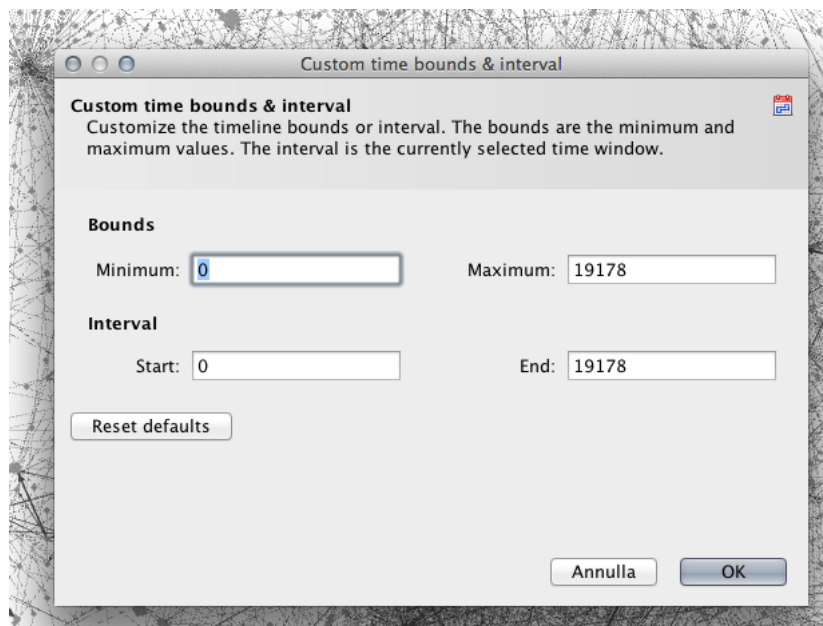 Custom time bounds & interval
Custom time bounds & interval
Customize the timeline bounds or interval. The bounds are the minimum and
maximum values. The interval is the currently selected time window.
Bounds
Minimum: 0 Maximum: 19178
Interval
Start: 0 End: 19178
Reset defaults
Annulla OK